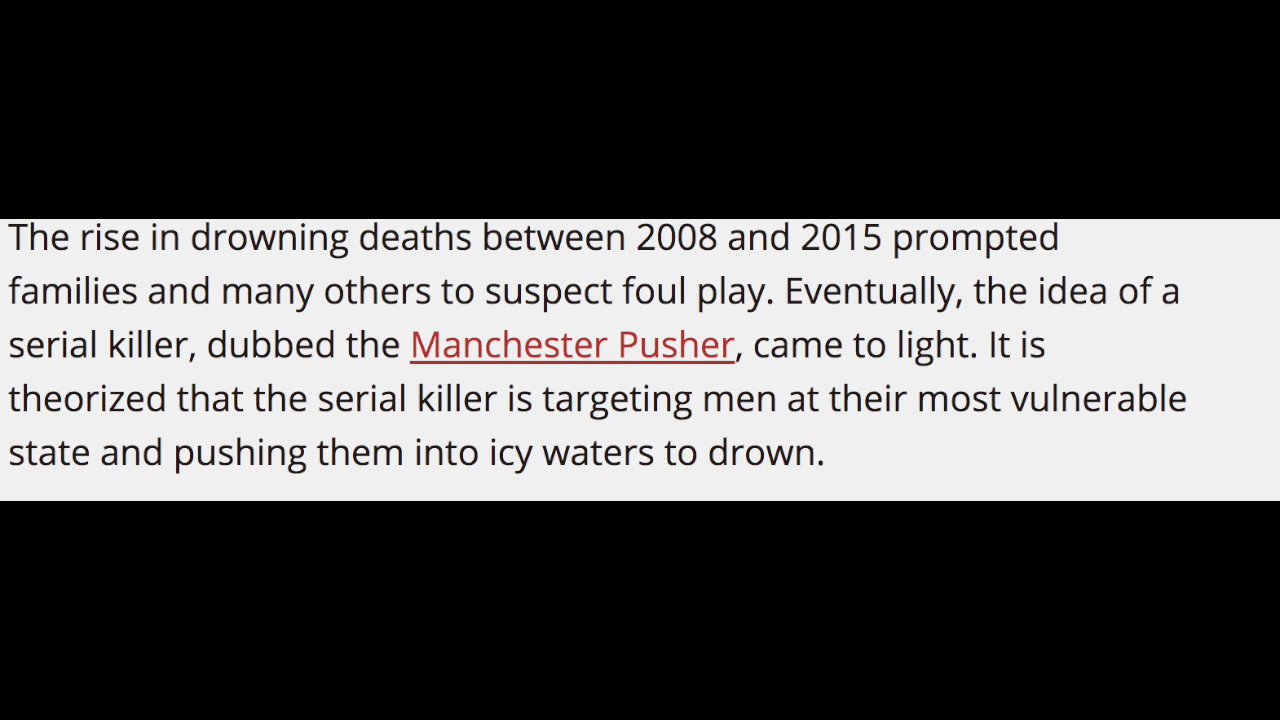 The rise in drowning deaths between 2008 and 2015 prompted
families and many others to suspect foul play. Eventually, the idea of a
serial killer, dubbed the Manchester Pusher, came to light. It is
theorized that the serial killer is targeting men at their most vulnerable
state and pushing them into icy waters to drown.